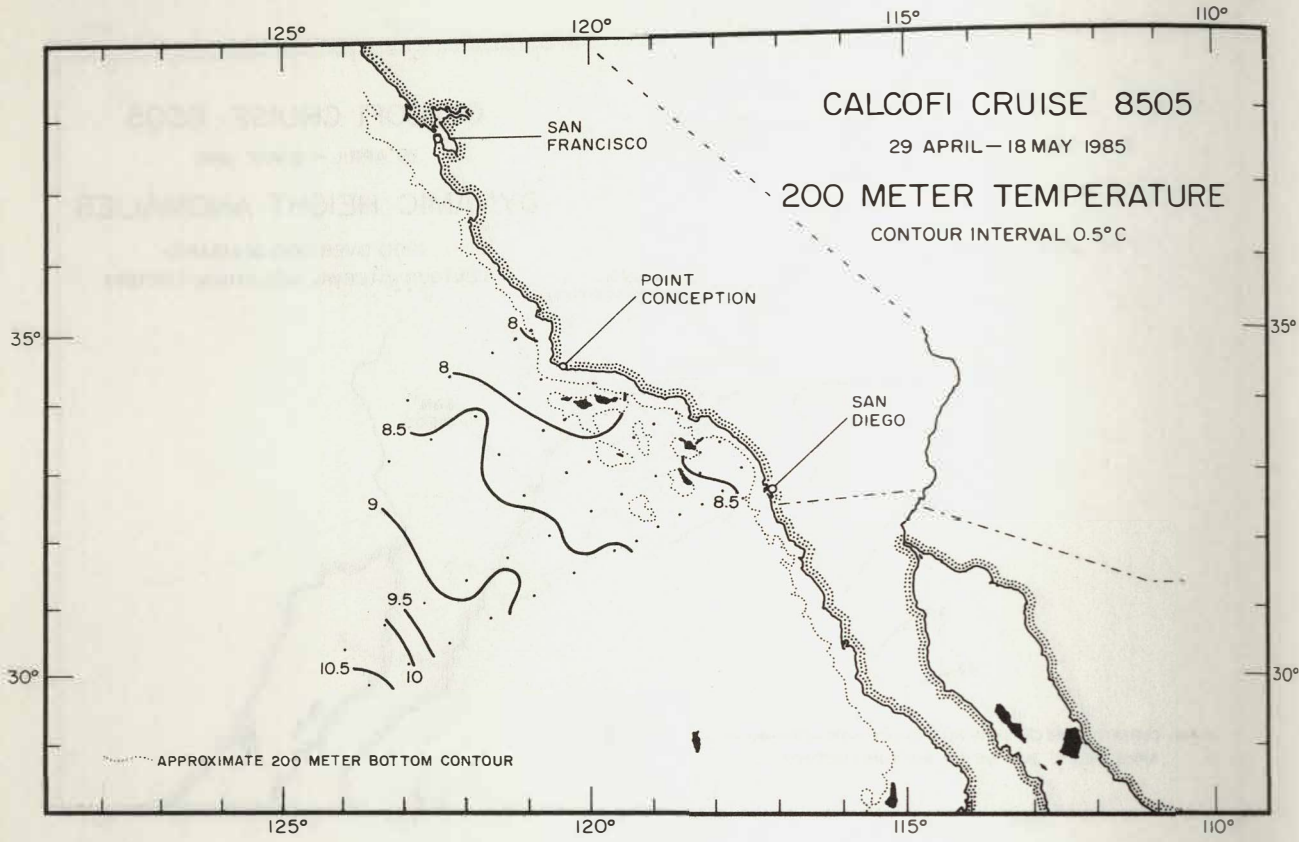 125°
120°
115°
110°
CALCOFI CRUISE 8505
29 APRIL — 18 MAY 1985
200 METER TEMPERATURE
CONTOUR INTERVAL 0.5°C
SAN
FRANCISCO
POINT
CONCEPTION
35°
35°
8
8
SAN
DIEGO
8.5
8.5
9
9.5
10
10.5
30°
30°
APPROXIMATE 200 METER BOTTOM CONTOUR
125°
120°
115°
110°